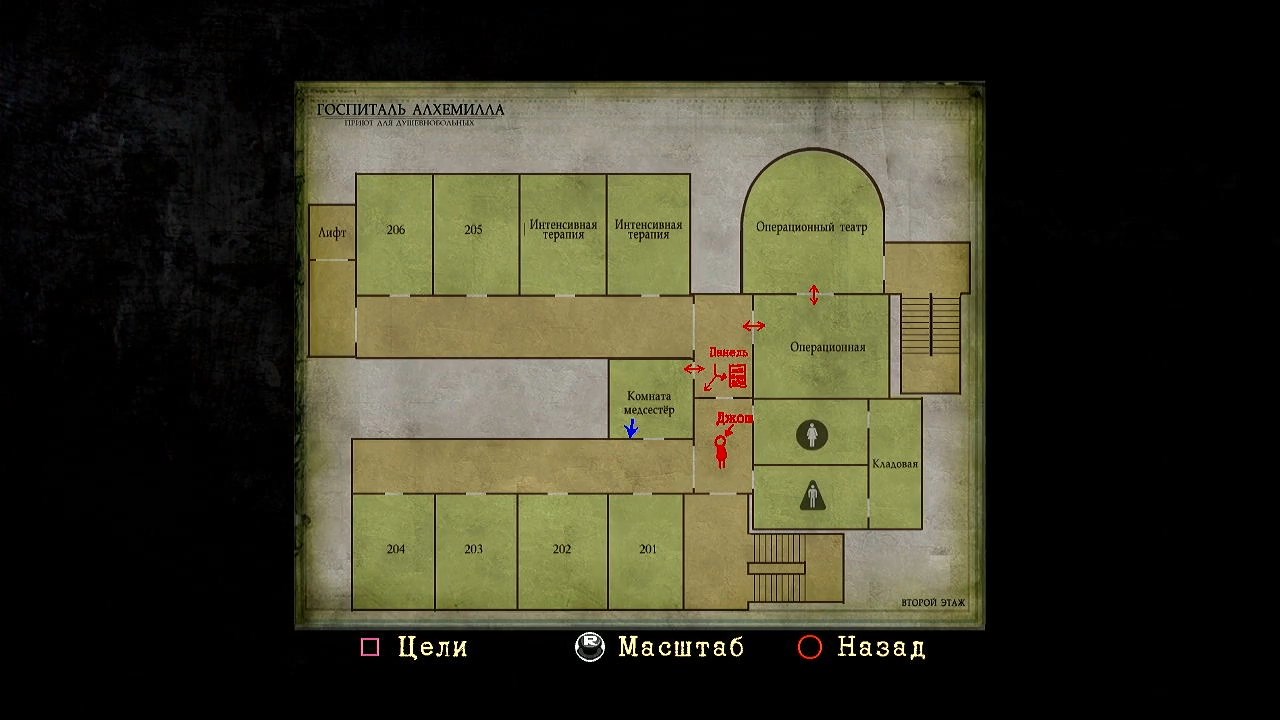 ГОСПИТАЛЬ АЛХЕМИЛЛА
ПРИЮТ ДЛЯ ДУШЕВНОБОЛЬНЫХ
Лифт
206
205
Интенсивная
терапия
Интенсивная
терапия
Операционный театр
Операционная
Панель
Комната
медсестёр
Джош
Кладовая
204
203
202
201
ВТОРОЙ ЭТАЖ
Цели
R
Масштаб
Назад